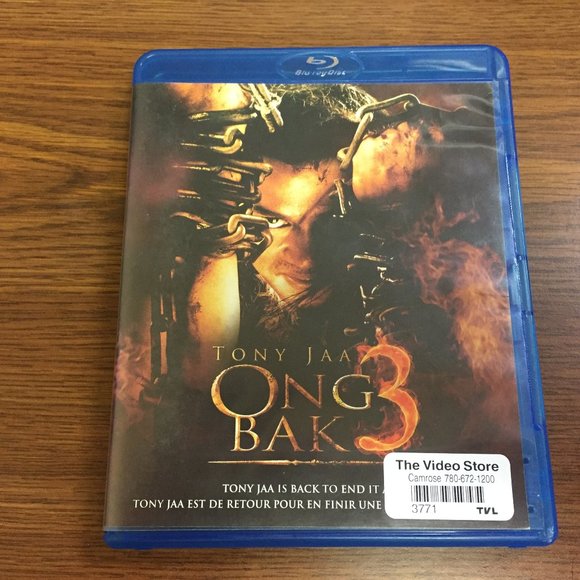 Blu-ray Disc
TONY JAA
ONG
BAK 3
TONY JAA IS BACK TO END IT
TONY JAA EST DE RETOUR POUR EN FINIR UNE
The Video Store
Camrose 780-672-1200
3771 TVL